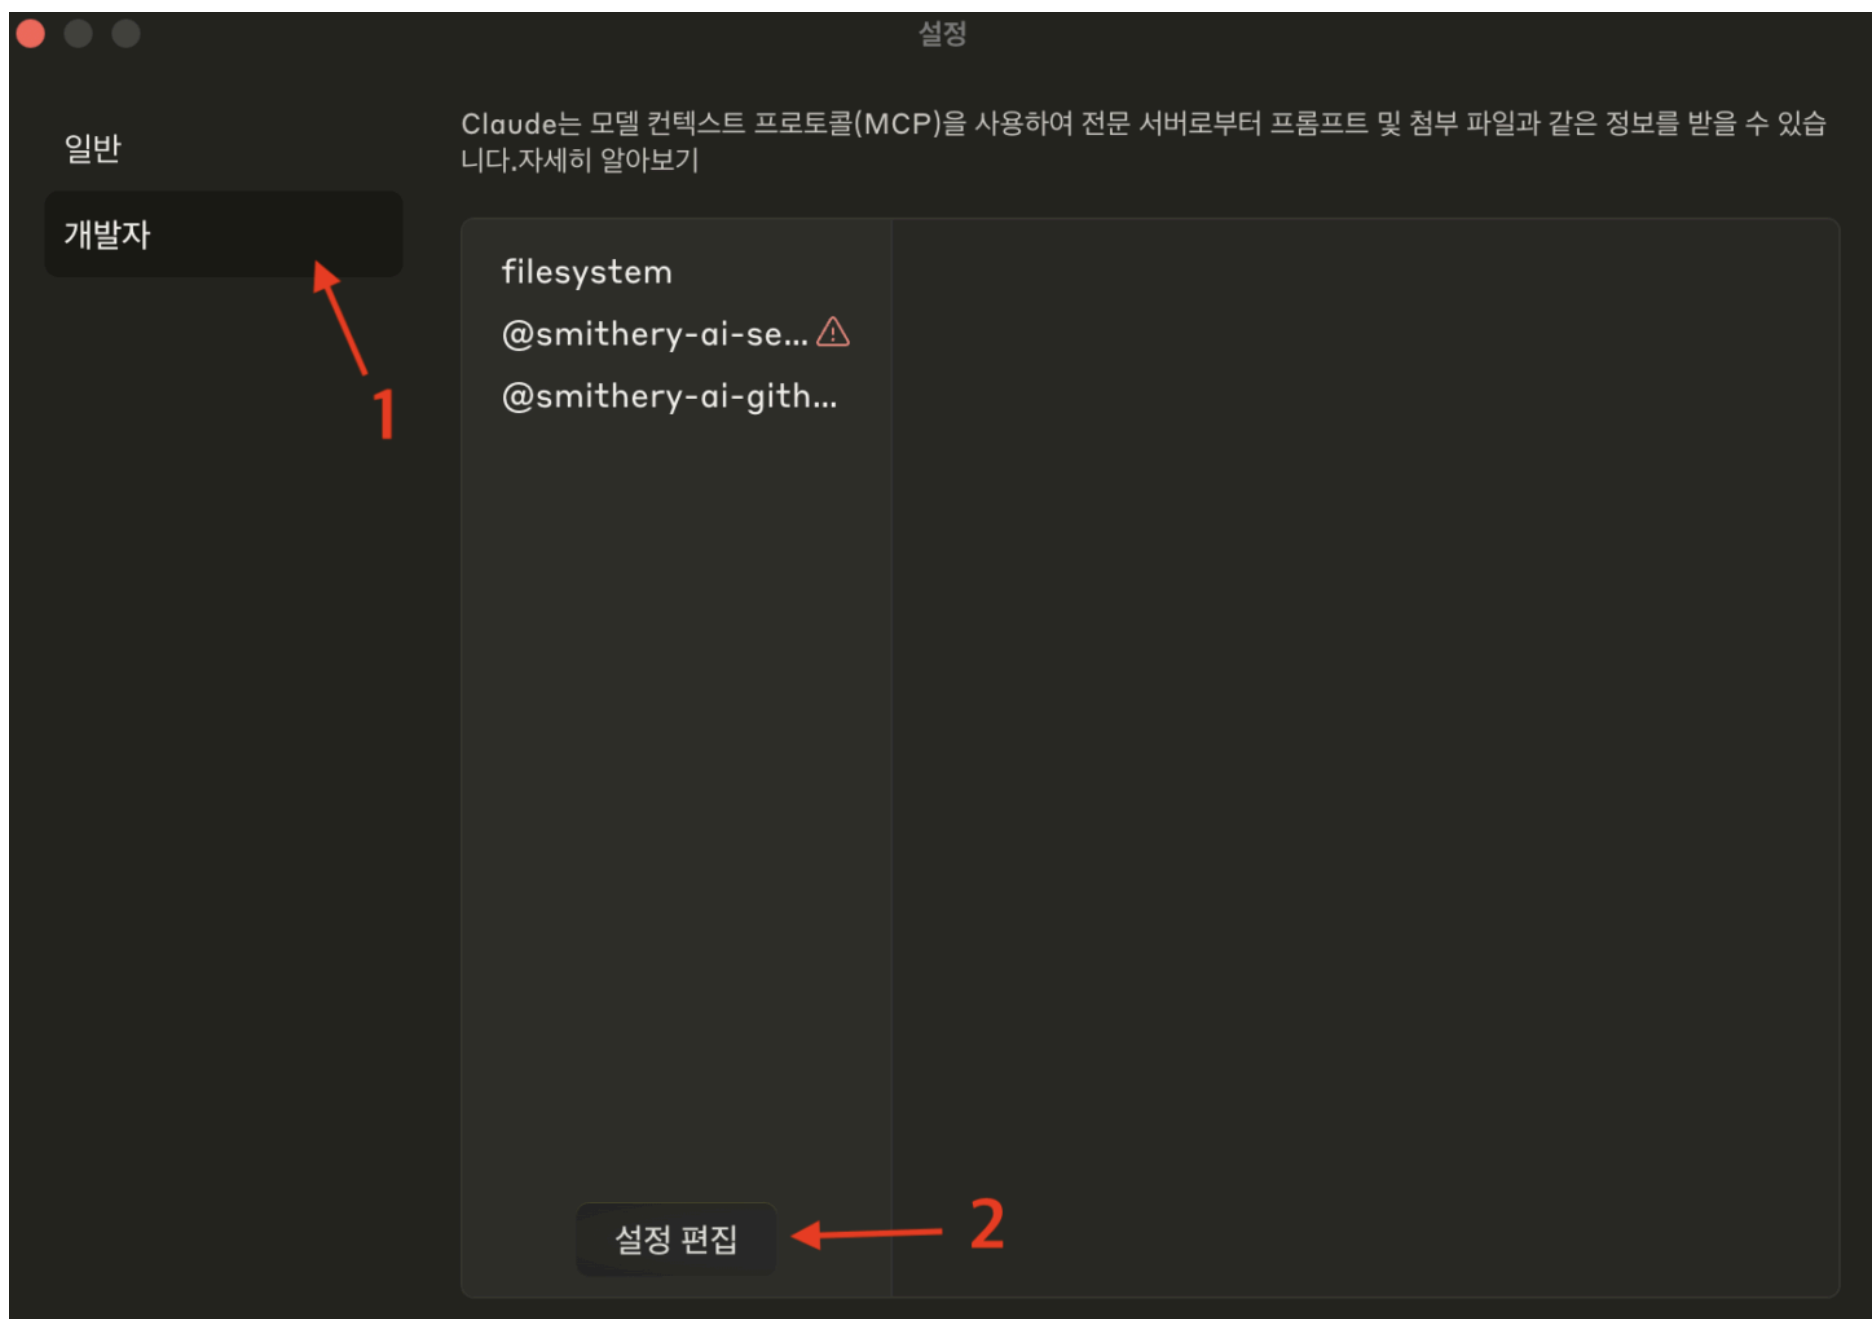 설정
일반
개발자
1
Claude는 모델 컨텍스트 프로토콜(MCP)을 사용하여 전문 서버로부터 프롬프트 및 첨부 파일과 같은 정보를 받을 수 있습
니다.자세히 알아보기
filesystem
@smithery-ai-se...
@smithery-ai-gith...
설정 편집
2